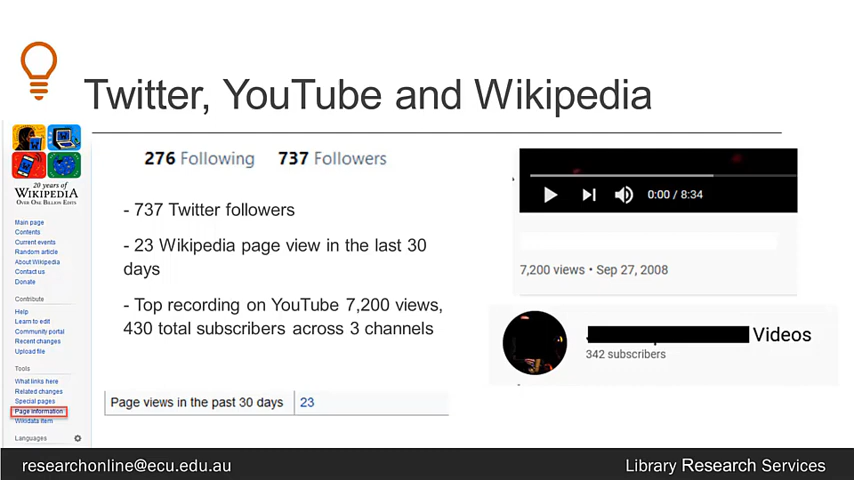 Twitter, YouTube and Wikipedia
20 years of
WIKIPEDIA
OVER ONE BILLION EDITS
Main page
Contents
Current events
Random article
About Wikipedia
Contact us
Donate
Contribute
Help
Learn to edit
Community portal
Recent changes
Upload file
Tools
What links here
Related changes
Special pages
Page information
Wikidata item
Languages
276 Following 737 Followers
- 737 Twitter followers
- 23 Wikipedia page view in the last 30
days
- Top recording on YouTube 7,200 views,
430 total subscribers across 3 channels
Page views in the past 30 days 23
0:00 / 8:34
7,200 views • Sep 27, 2008
Videos
342 subscribers
researchonline@ecu.edu.au
Library Research Services